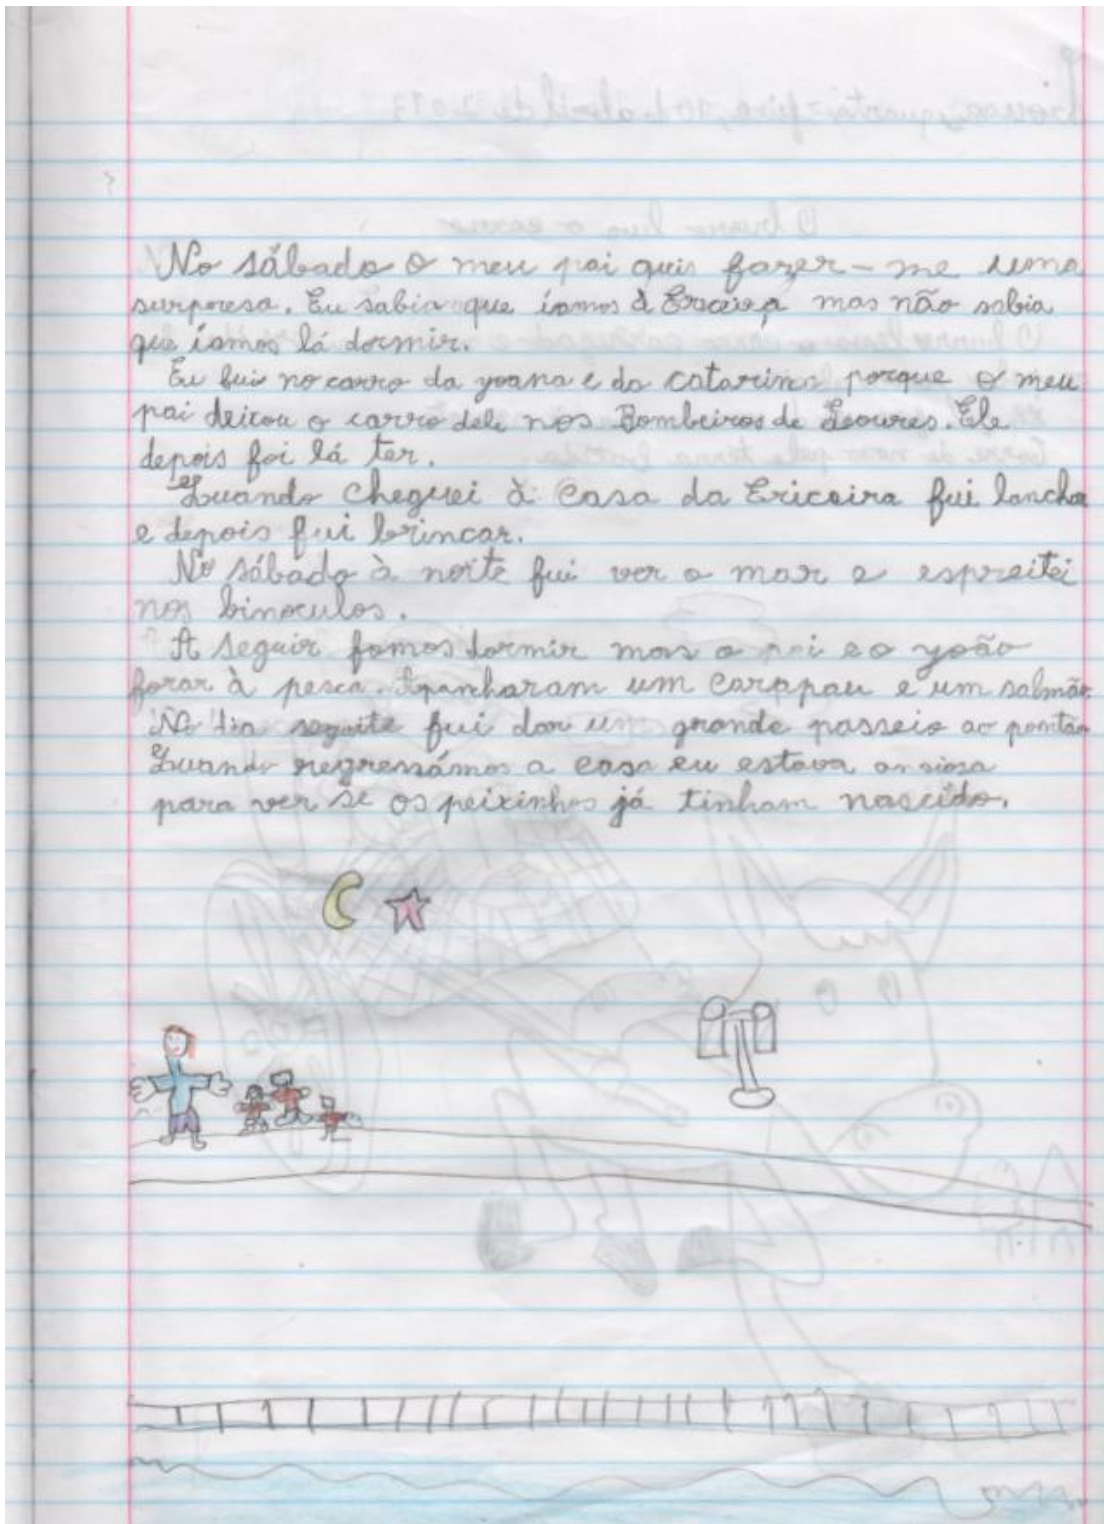 No sábado o meu pai quis fazer-me uma
surporesa. Eu sabia que íamos à Ericeira mas não sabia
que íamos lá dormir.
Eu fui no carro da yoana e da catarina porque o meu
pai deixou o carro dele nos Bombeiros de Loures. Ele
depois foi lá ter.
Quando cheguei à casa da Ericeira fui lancha
e depois fui brincar.
No sábado à noite fui ver o mar e espreitei
nos binoculos.
A seguir fomos dormir mas o pai e o yoão
foram à pesca. Apanharam um carapau e um salmão.
No dia seguite fui dar um grande passeio ao pontão
Quando regressámos a casa eu estava ansiosa
para ver se os peixinhos já tinham nascido.